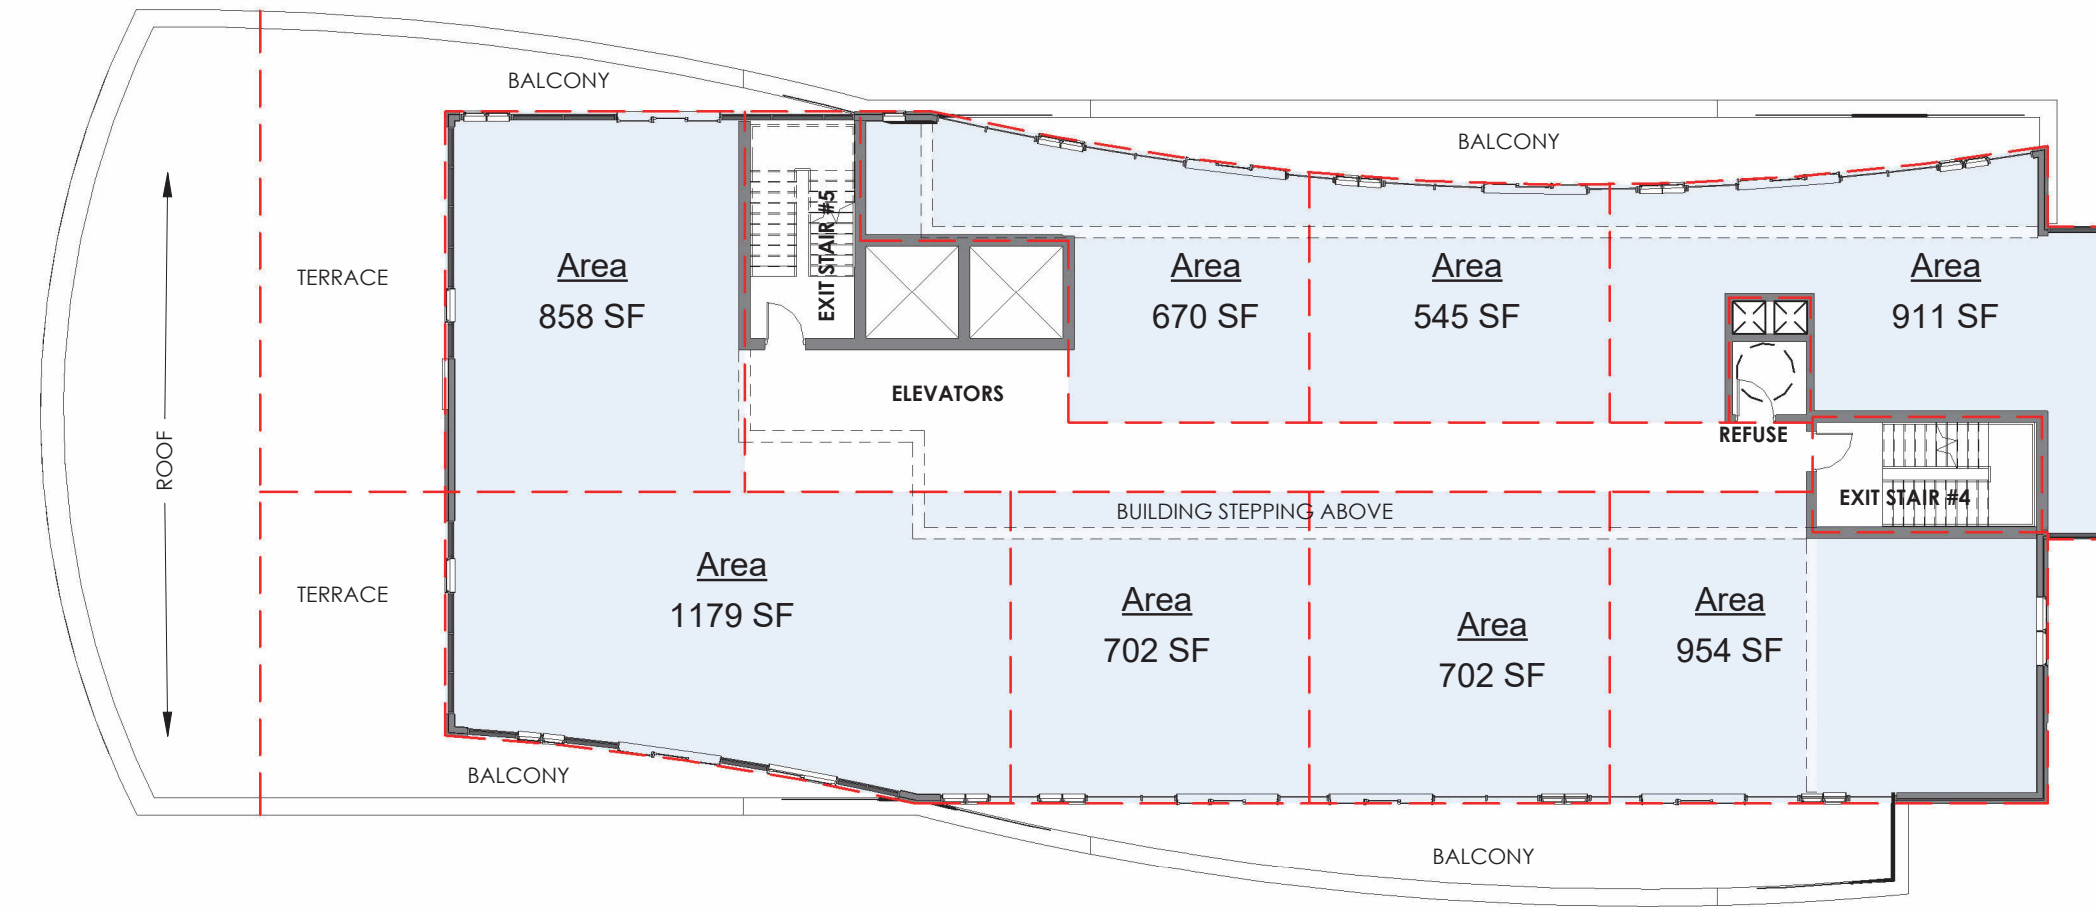 BALCONY
BALCONY
EXIT STAIR #5
TERRACE
Area
858 SF
Area
670 SF
Area
545 SF
Area
911 SF
ELEVATORS
REFUSE
ROOF
EXIT STAIR #4
BUILDING STEPPING ABOVE
TERRACE
Area
1179 SF
Area
702 SF
Area
702 SF
Area
954 SF
BALCONY
BALCONY